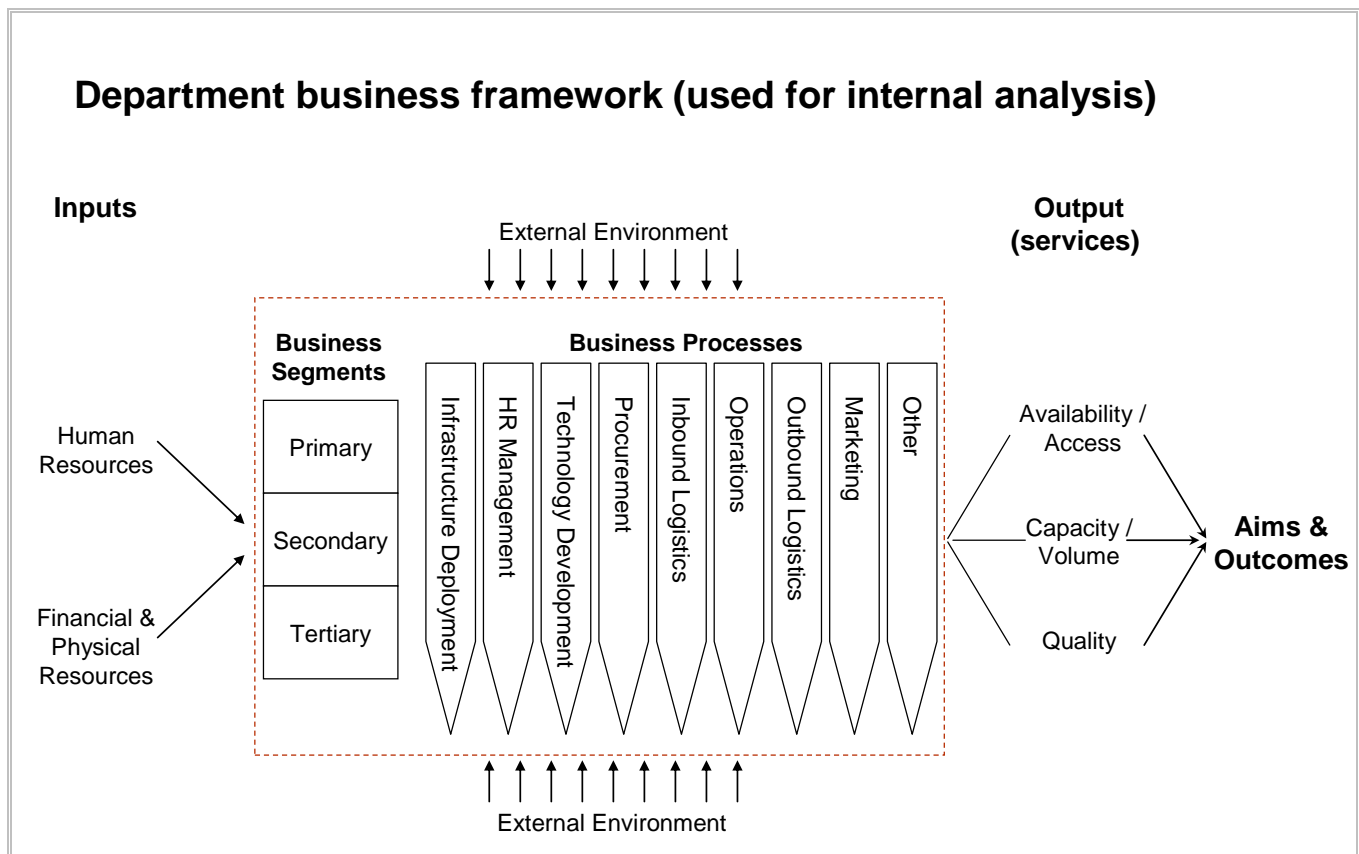 Department business framework (used for internal analysis)
Inputs
Output
(services)
External Environment
Business
Segments
Business Processes
Human
Resources
Financial &
Physical
Resources
Primary
Secondary
Tertiary
Infrastructure Deployment
HR Management
Technology Development
Procurement
Inbound Logistics
Operations
Outbound Logistics
Marketing
Other
Availability /
Access
Capacity /
Volume
Quality
Aims &
Outcomes
External Environment